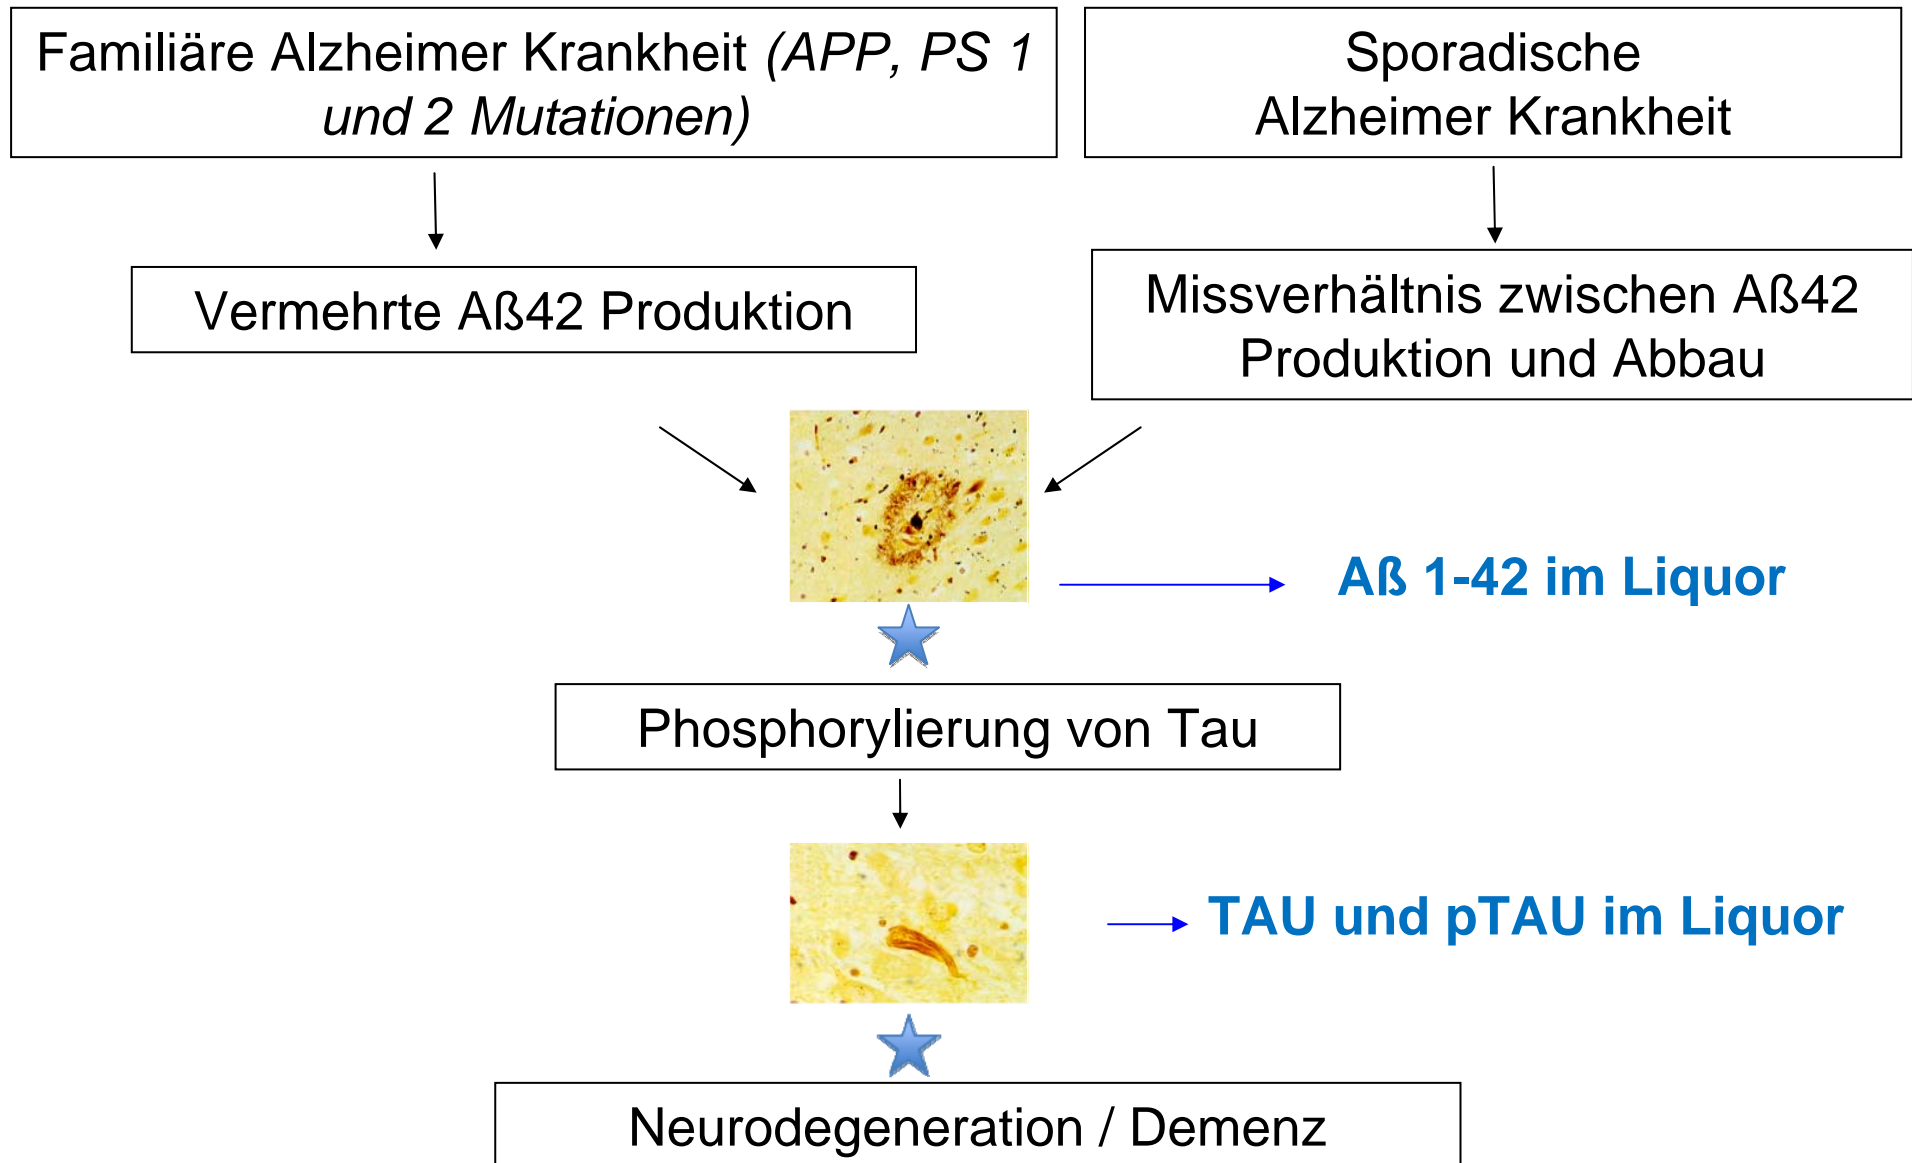 Familiäre Alzheimer Krankheit (APP, PS 1
und 2 Mutationen)
Sporadische
Alzheimer Krankheit
Vermehrte Aß42 Produktion
Missverhältnis zwischen Aß42
Produktion und Abbau
Aß 1-42 im Liquor
Phosphorylierung von Tau
TAU und pTAU im Liquor
Neurodegeneration / Demenz